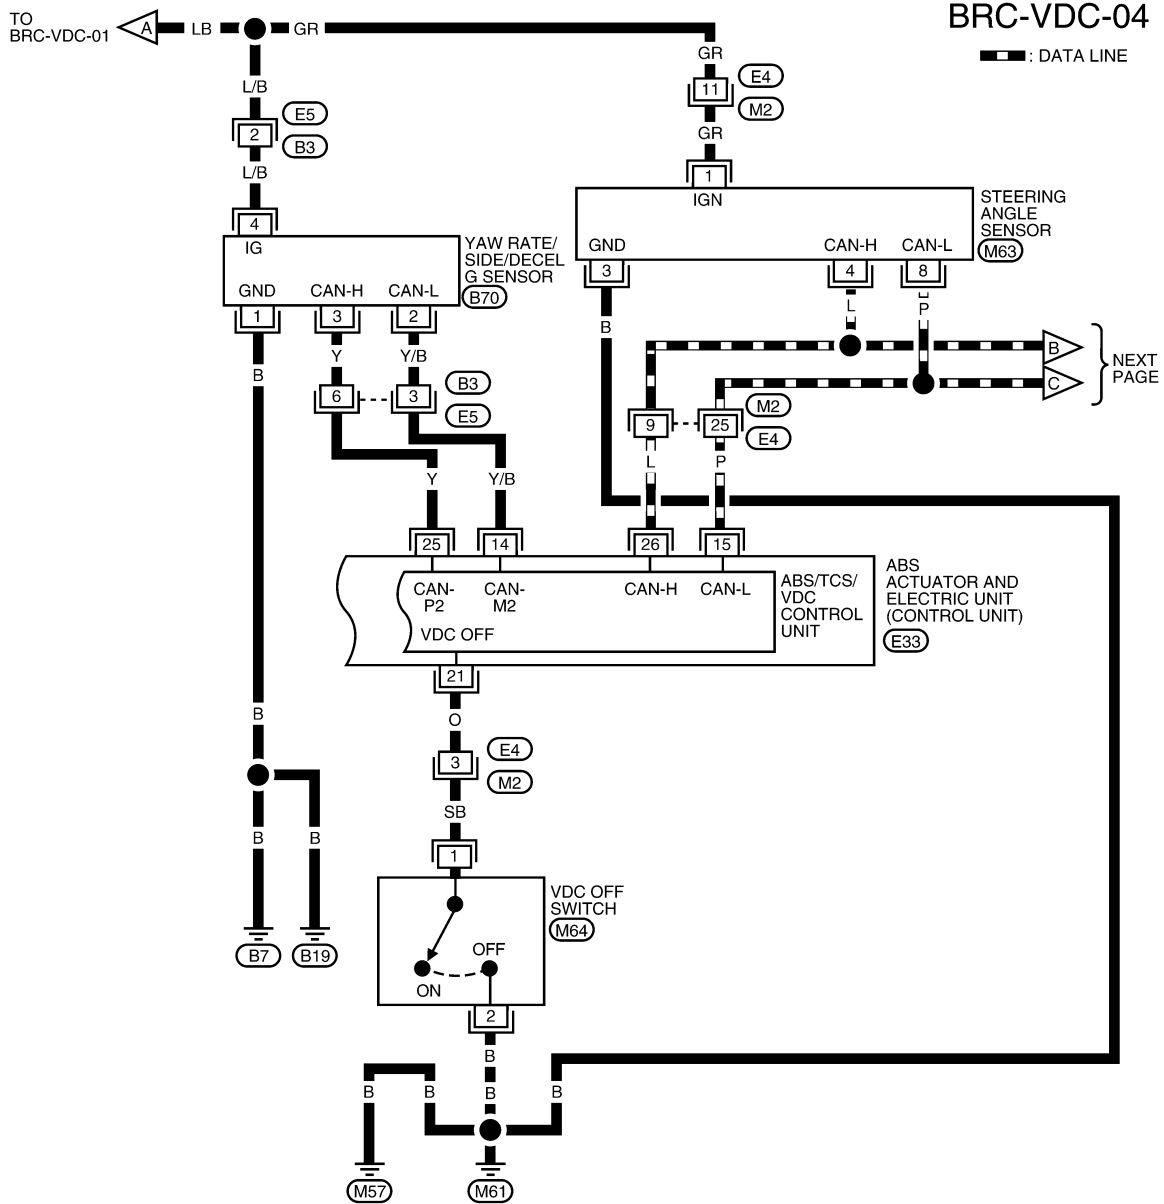 BRC-VDC-04
: DATA LINE
TO
BRC-VDC-01
A
LB
GR
GR
11
E4
M2
GR
1
IGN
L/B
2
E5
B3
L/B
4
IG
YAW RATE/
SIDE/DECEL
G SENSOR
B70
GND
CAN-H
CAN-L
1
3
2
STEERING
ANGLE
SENSOR
M63
GND
CAN-H
CAN-L
3
4
8
B
L
P
B
Y
Y/B
6
3
B3
E5
B
C
NEXT
PAGE
9
25
M2
E4
L
P
Y
Y/B
25
14
26
15
CAN-
P2
CAN-
M2
CAN-H
CAN-L
VDC OFF
ABS/TCS/
VDC
CONTROL
UNIT
ABS
ACTUATOR AND
ELECTRIC UNIT
(CONTROL UNIT)
E33
21
O
3
E4
M2
SB
1
B
B
B
B7
B19
VDC OFF
SWITCH
M64
OFF
ON
2
B
B
B
B
B
M57
M61